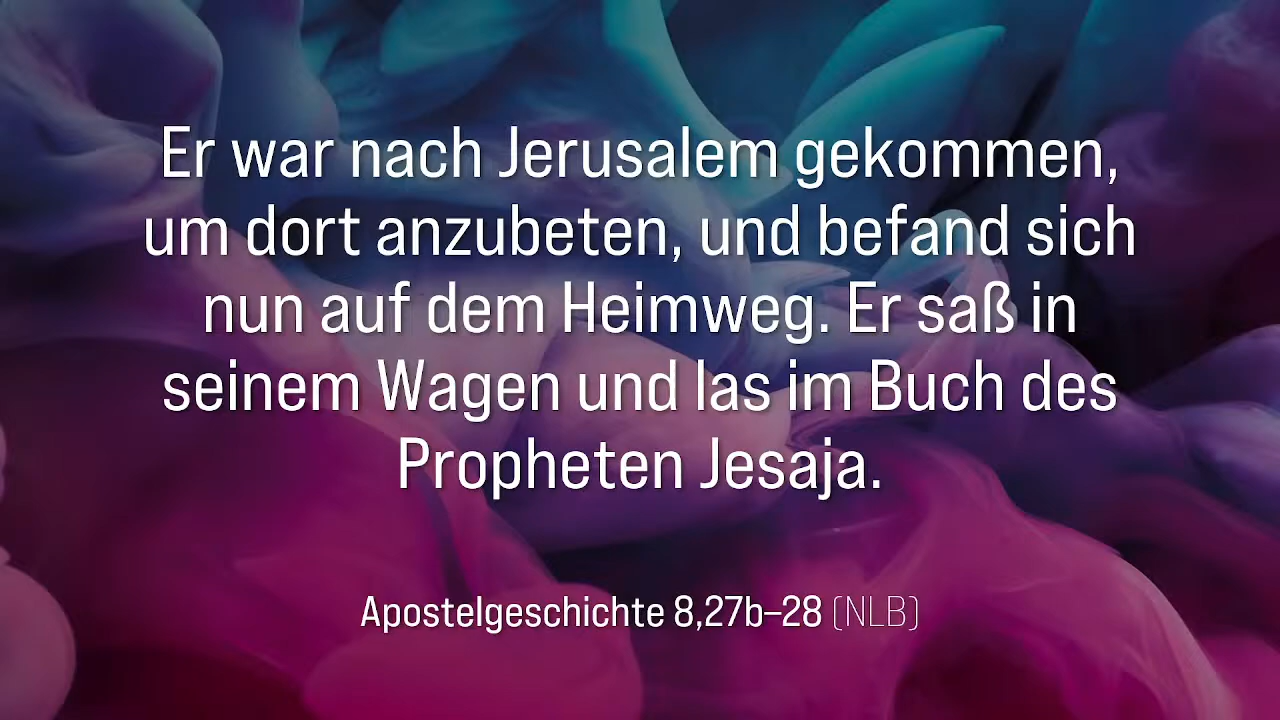 Er war nach Jerusalem gekommen,
um dort anzubeten, und befand sich
nun auf dem Heimweg. Er saß in
seinem Wagen und las im Buch des
Propheten Jesaja.
Apostelgeschichte 8,27b–28 (NLB)